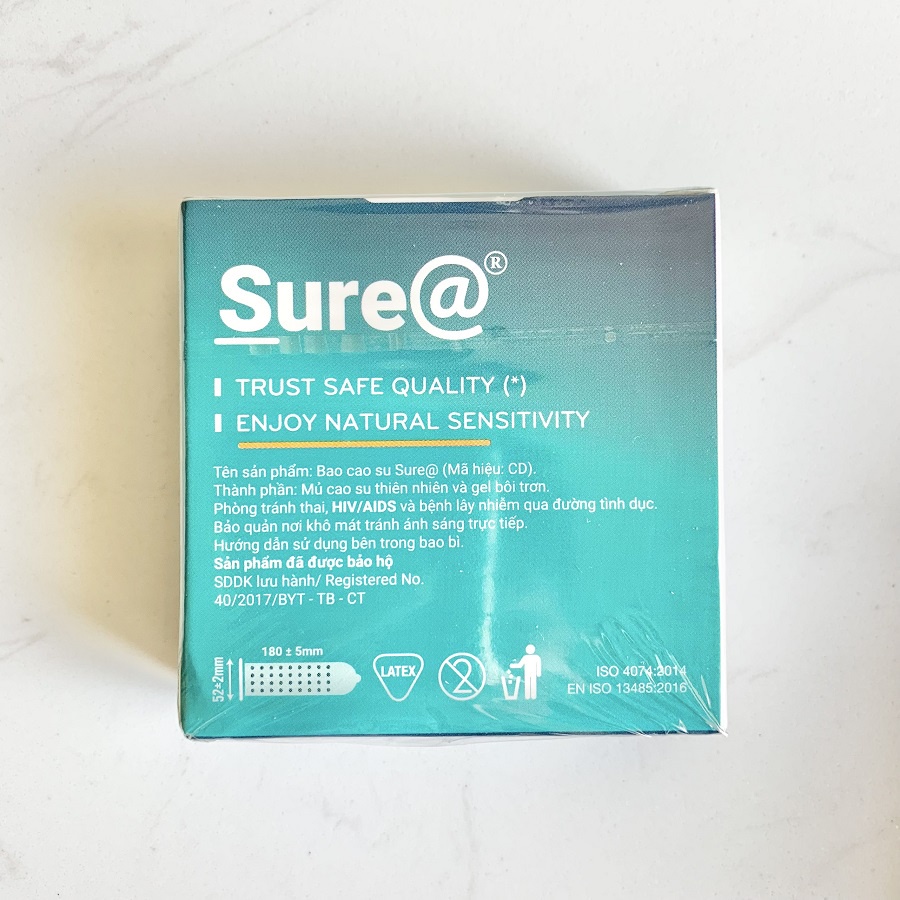 Sure@®
TRUST SAFE QUALITY (*)
ENJOY NATURAL SENSITIVITY
Tên sản phẩm: Bao cao su Sure@ (Mã hiệu: CD).
Thành phần: Mủ cao su thiên nhiên và gel bôi trơn.
Phòng tránh thai, HIV/AIDS và bệnh lây nhiễm qua đường tình dục.
Bảo quản nơi khô mát tránh ánh sáng trực tiếp.
Hướng dẫn sử dụng bên trong bao bì.
Sản phẩm đã được bảo hộ
SDDK lưu hành/ Registered No.
40/2017/BYT - TB - CT
180 ± 5mm
52±2mm
LATEX
2
ISO 4074:2014
EN ISO 13485:2016